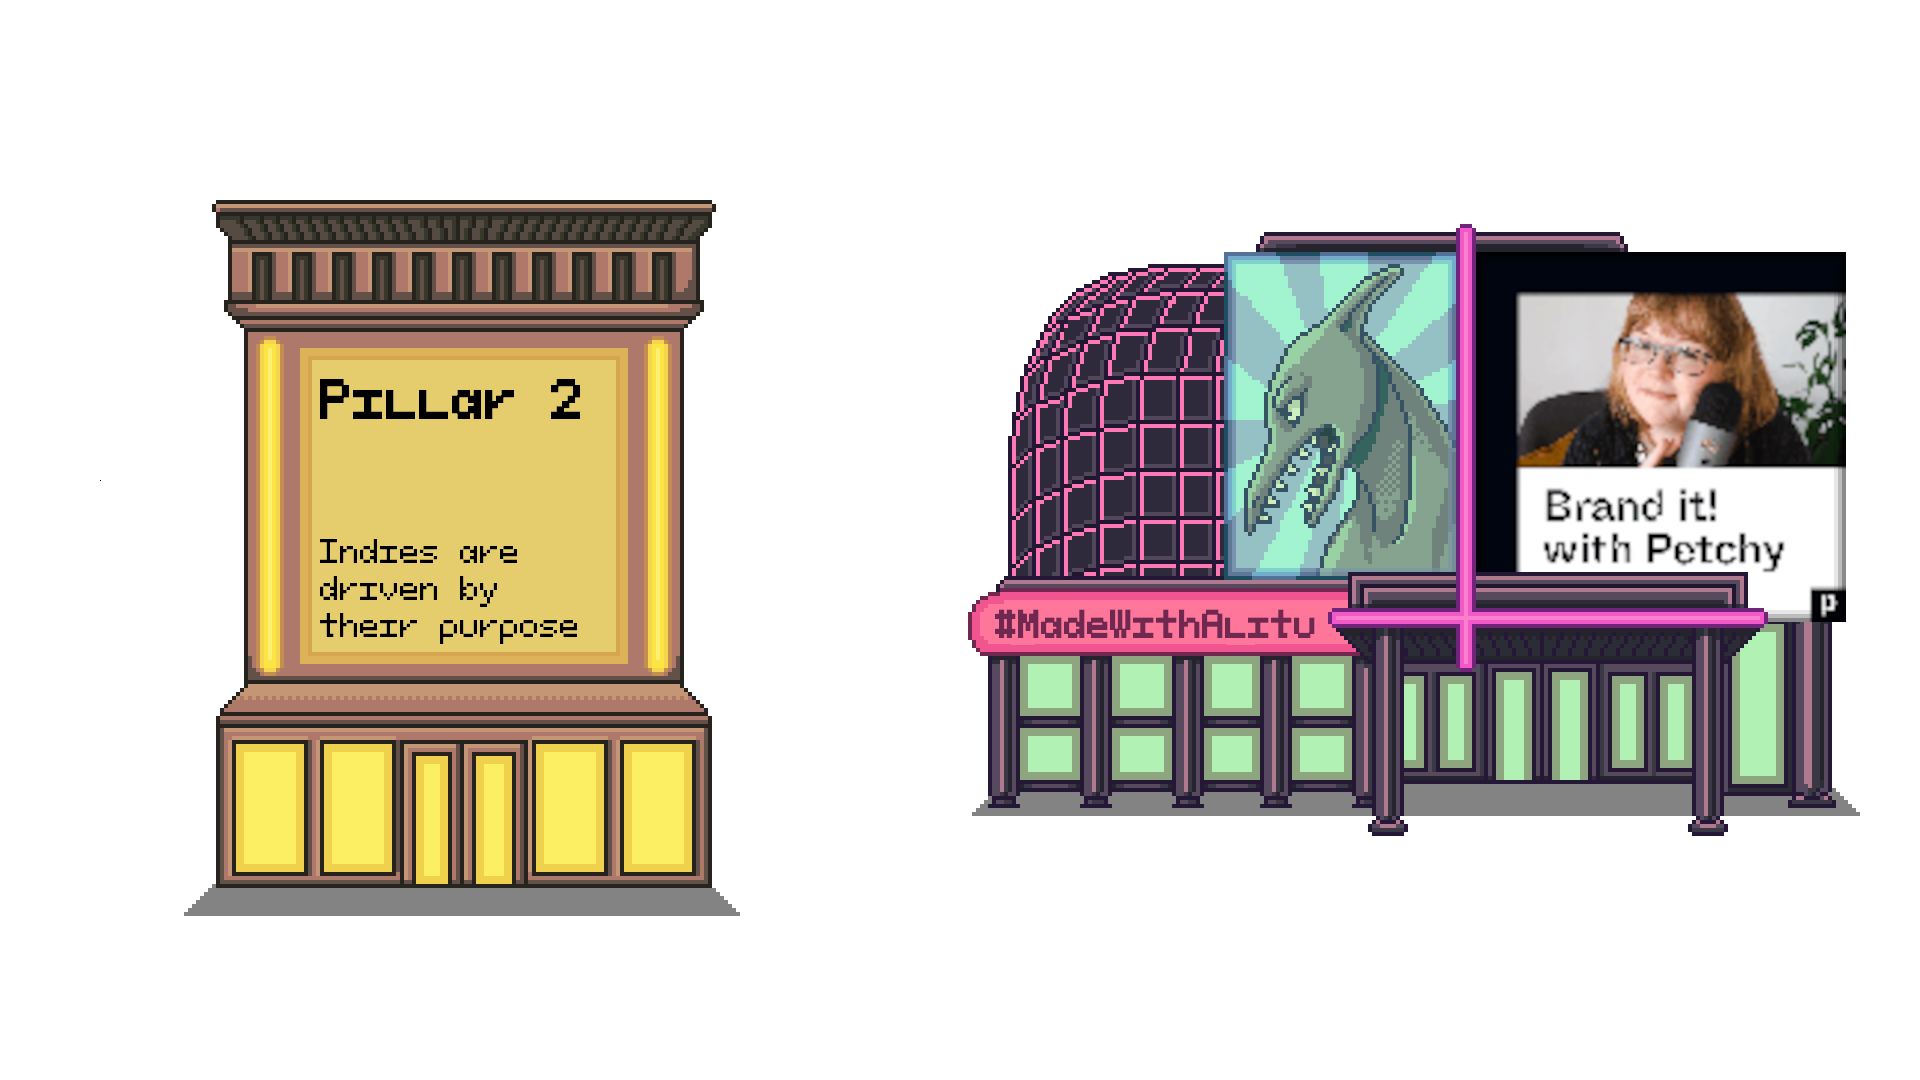 Pillar 2
Indies are
driven by
their purpose
#MadeWithAlitu
Brand it!
with Petchy
p